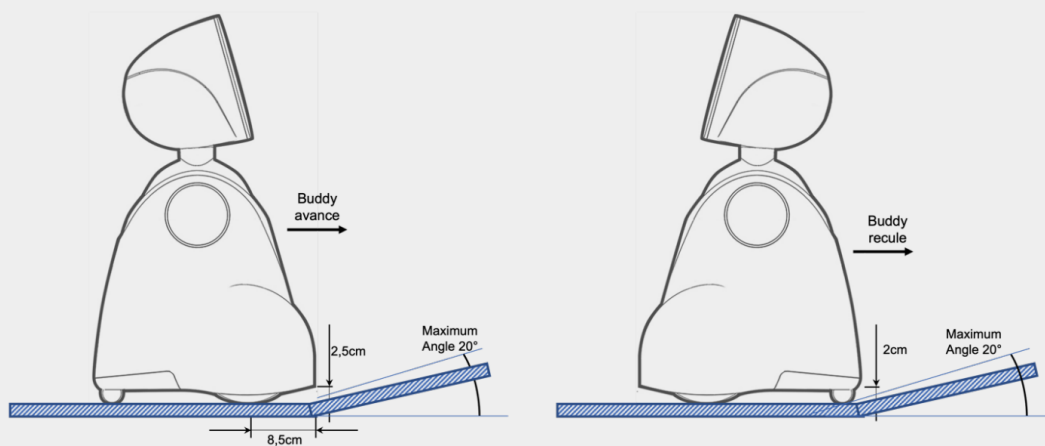 Buddy
avance
2,5cm
Maximum
Angle 20°
8,5cm
Buddy
recule
2cm
Maximum
Angle 20°